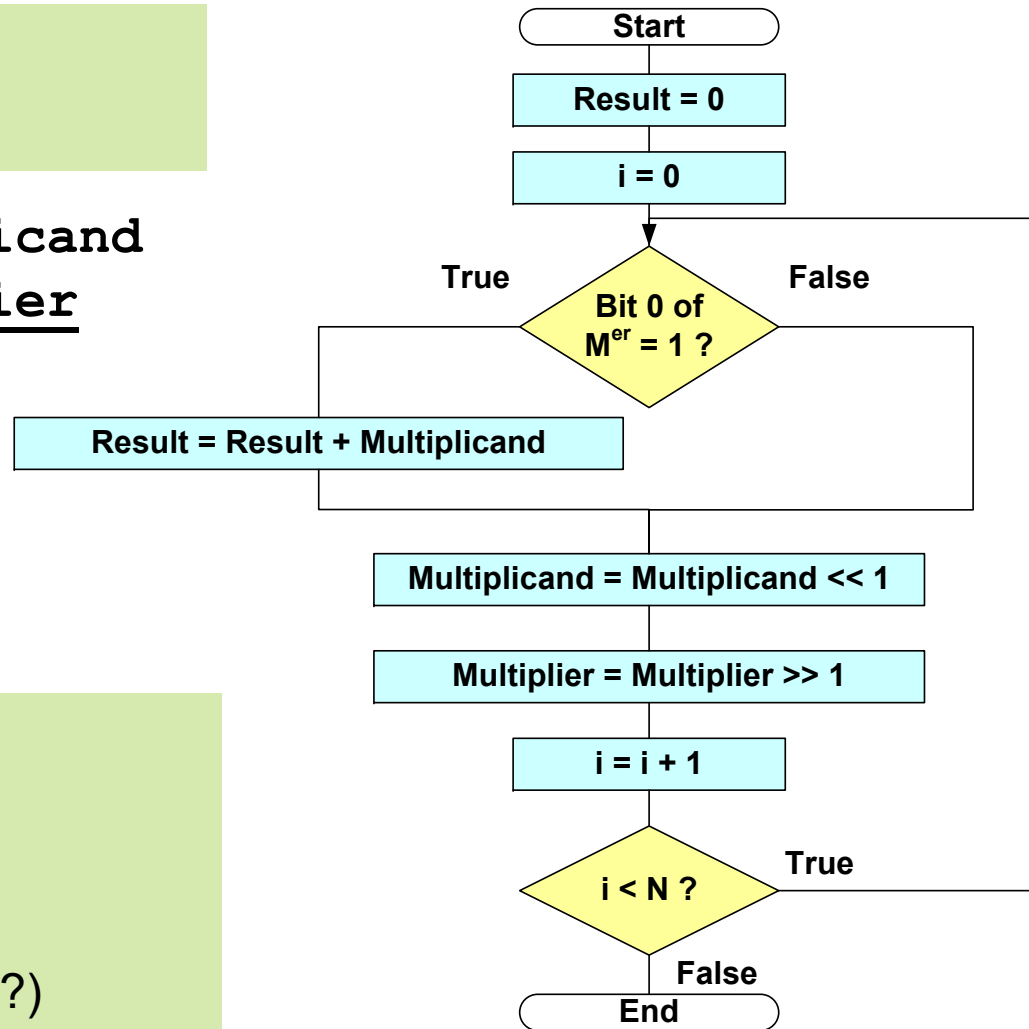 Start
Result = 0
i = 0
icand
ier
True
False
Bit 0 of
Mᵉʳ = 1 ?
Result = Result + Multiplicand
Multiplicand = Multiplicand << 1
Multiplier = Multiplier >> 1
i = i + 1
i < N ?
True
False
End
?)